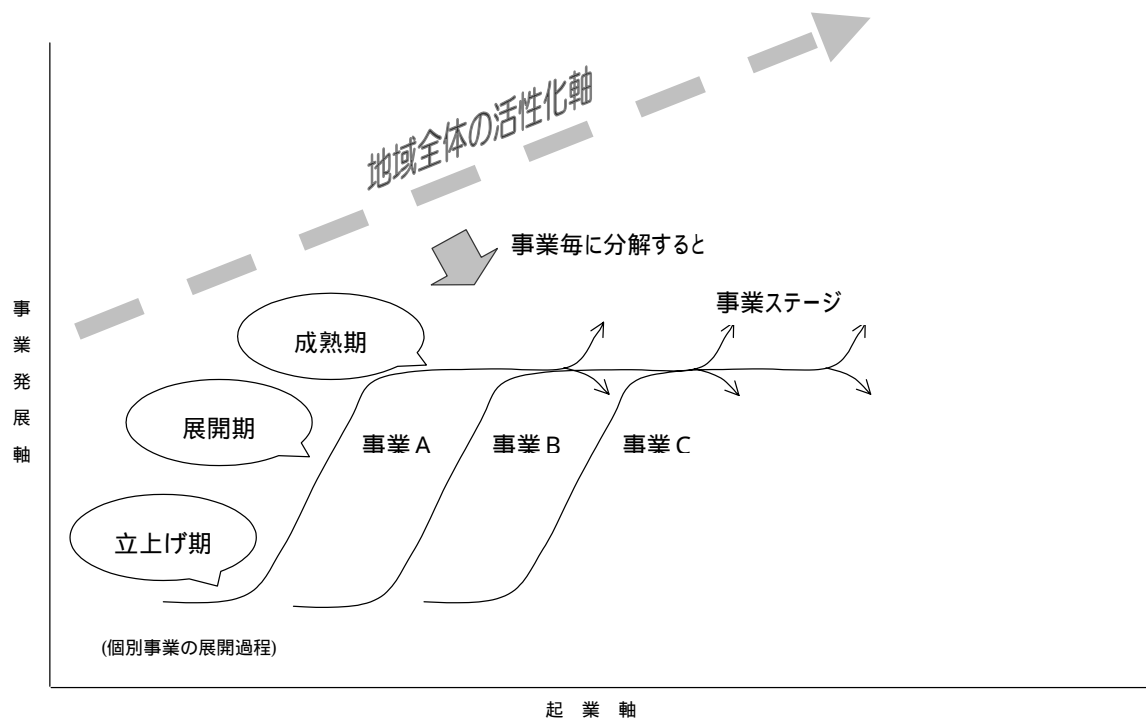 地域全体の活性化軸
事業毎に分解すると
事業ステージ
成熟期
展開期
事業A
事業B
事業C
立上げ期
(個別事業の展開過程)
事業発展軸
起業軸